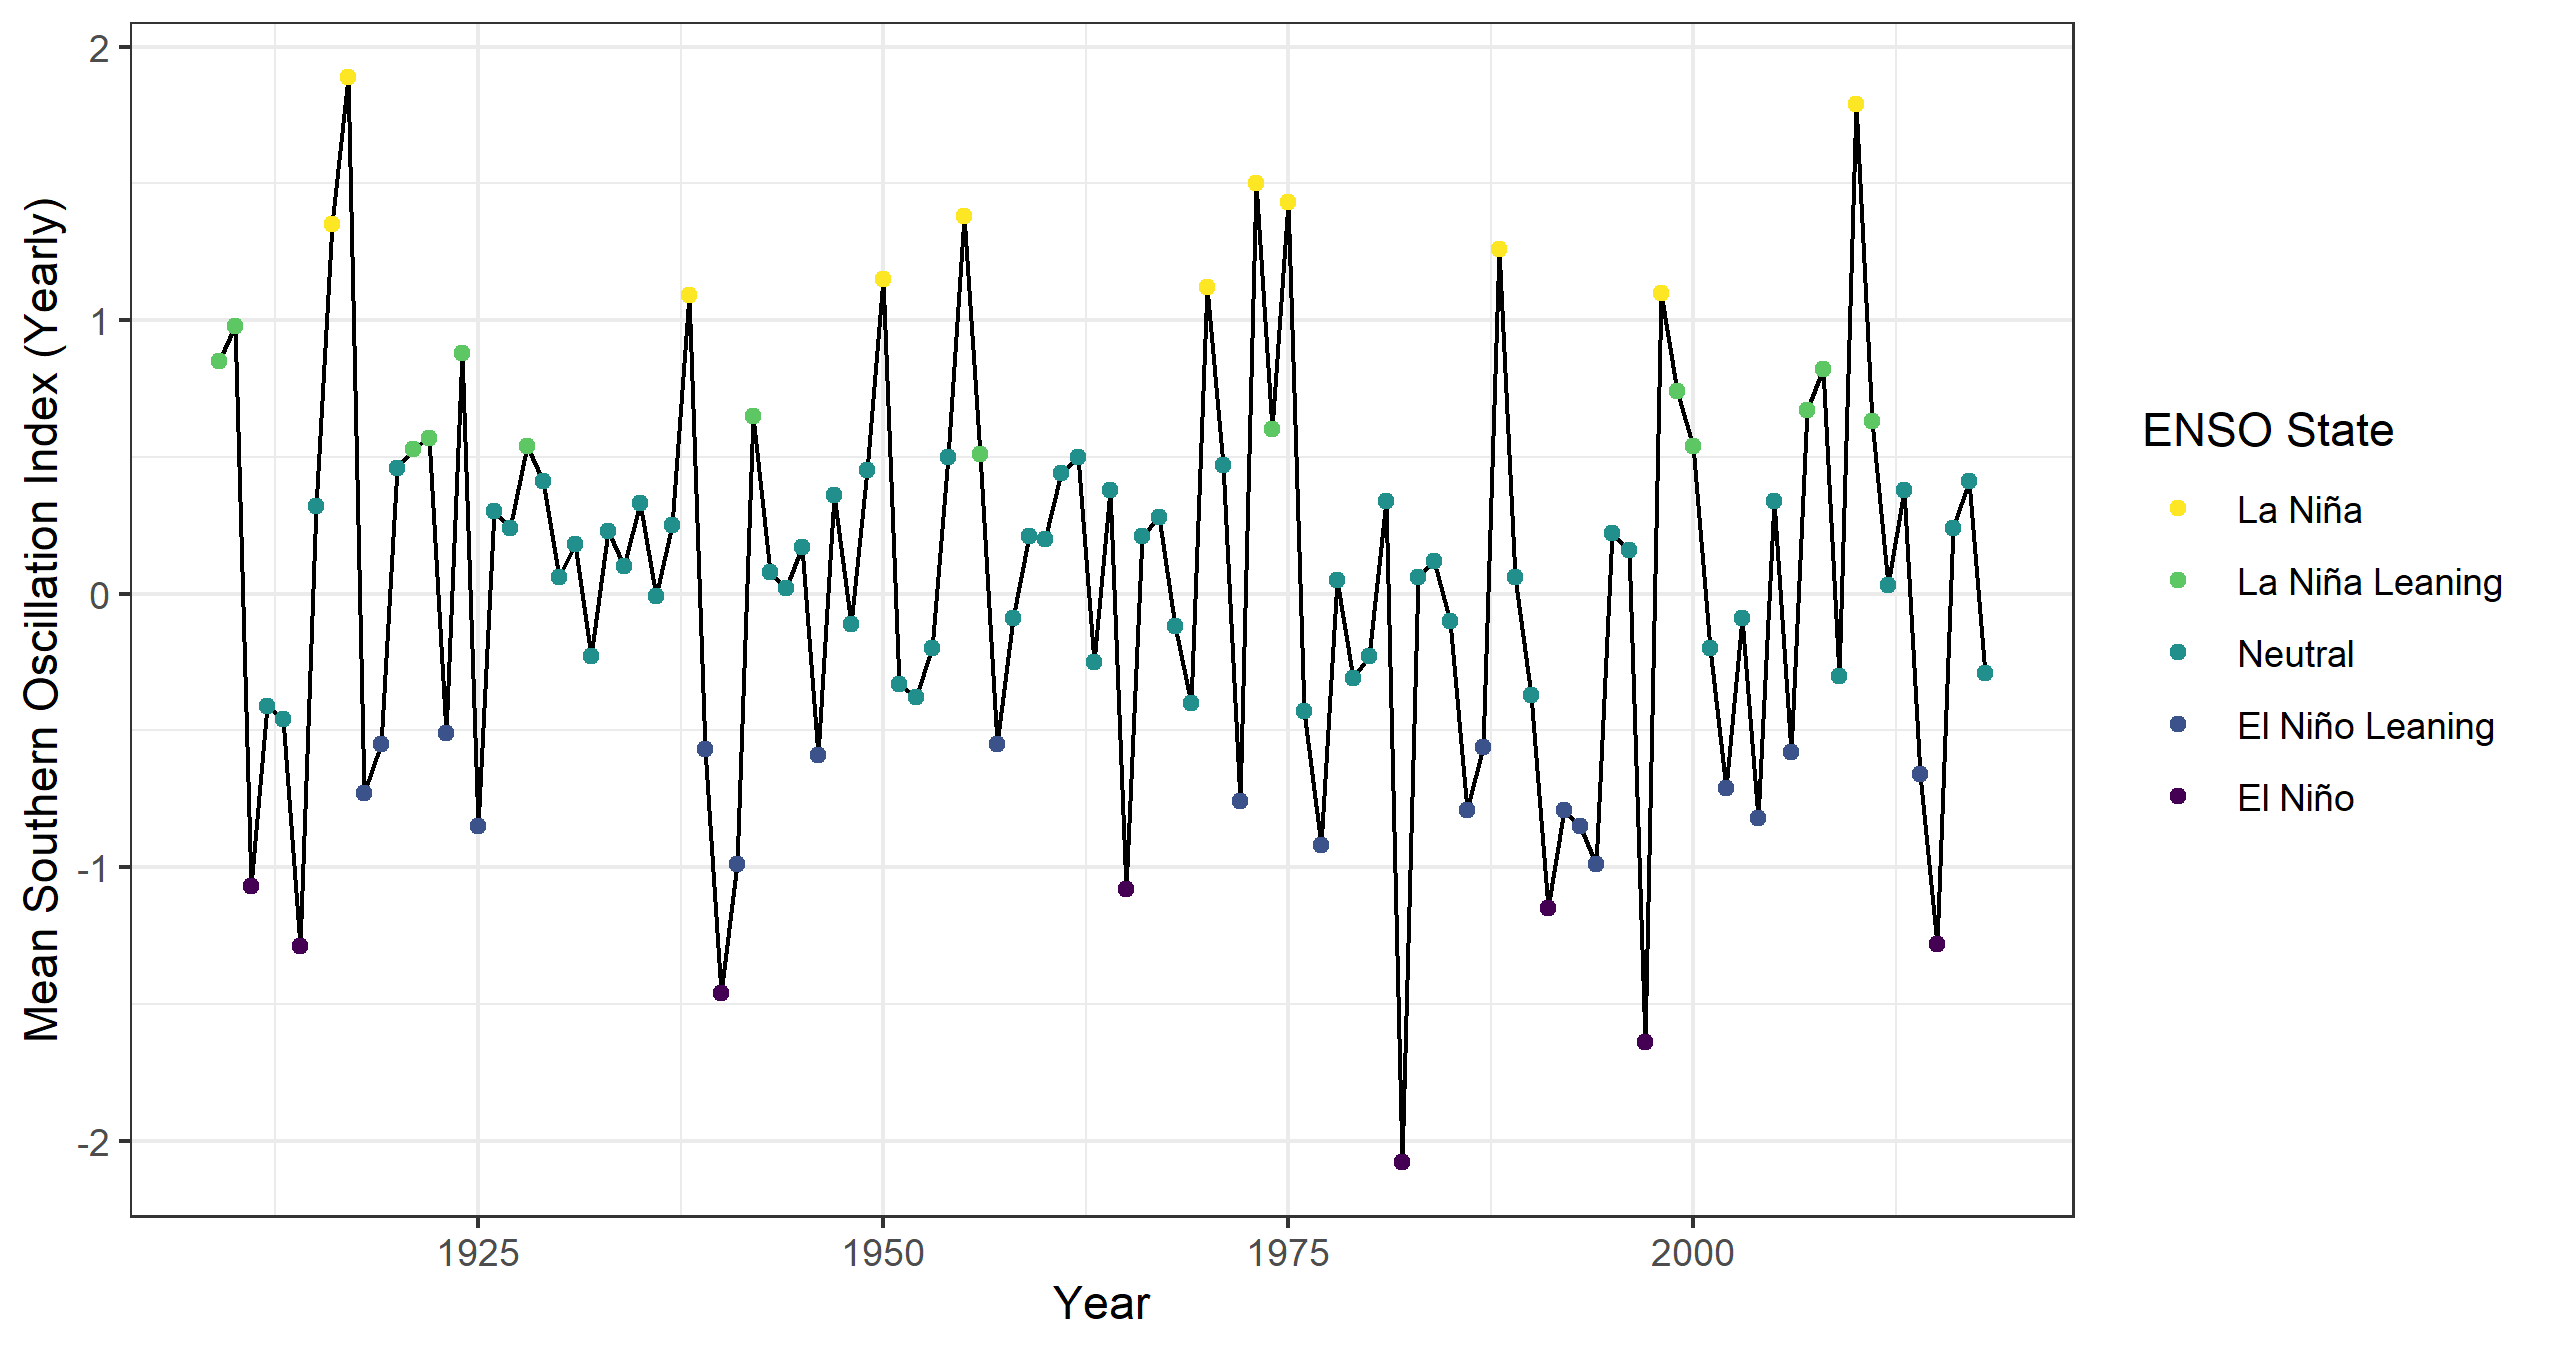 Mean Southern Oscillation Index (Yearly)
2
1
0
-1
-2
1925
1950
1975
2000
Year
ENSO State
La Niña
La Niña Leaning
Neutral
El Niño Leaning
El Niño